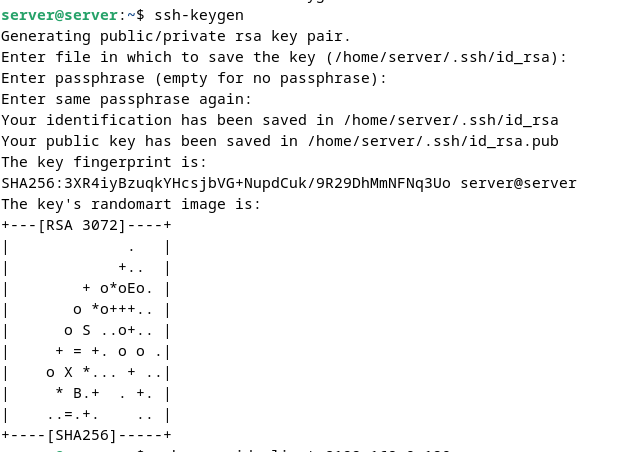 server@server:~$ ssh-keygen
Generating public/private rsa key pair.
Enter file in which to save the key (/home/server/.ssh/id_rsa):
Enter passphrase (empty for no passphrase):
Enter same passphrase again:
Your identification has been saved in /home/server/.ssh/id_rsa
Your public key has been saved in /home/server/.ssh/id_rsa.pub
The key fingerprint is:
SHA256:3XR4iyBzuqkYHcsjbVG+NupdCuk/9R29DhMmNFNq3Uo server@server
The key's randomart image is:
+---[RSA 3072]----+
|             .   |
|            +..  |
|        + o*oEo. |
|       o *o+++.. |
|      o S ..o+.. |
|     + = +. o o .|
|    o X *... + ..|
|     * B.+  . +. |
|    ..=.+.    .. |
+----[SHA256]-----+